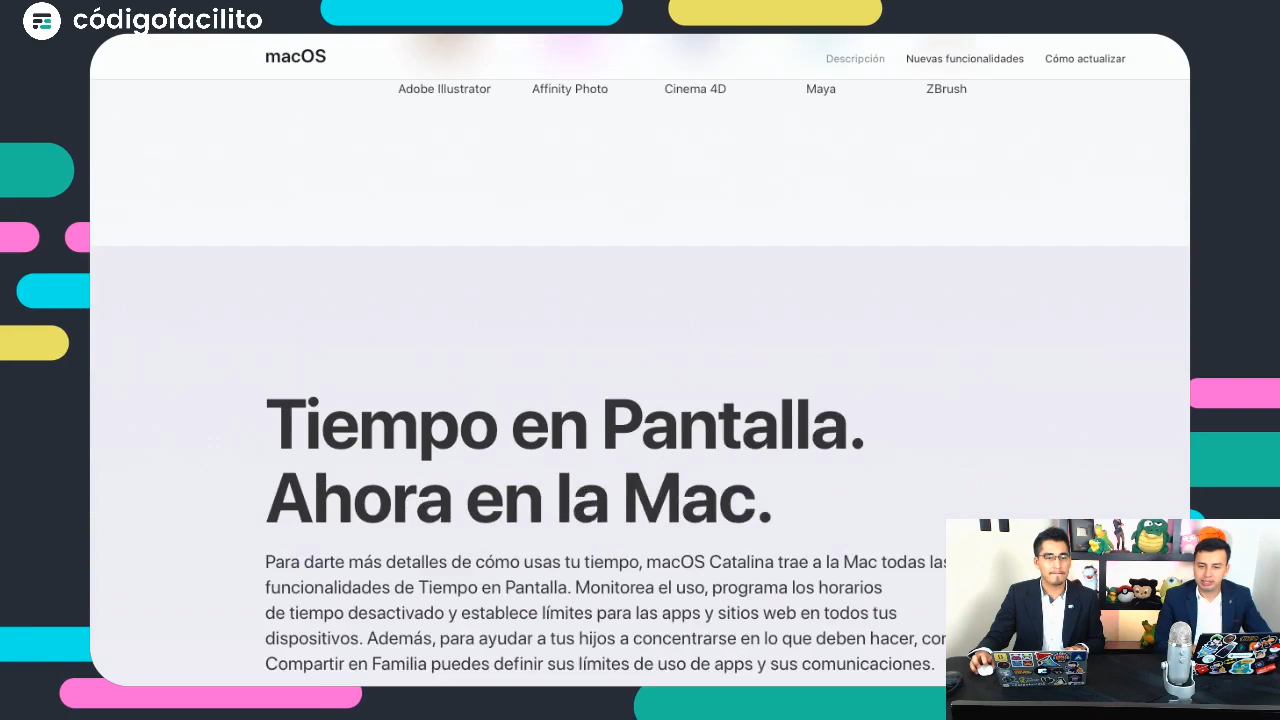 códigofacilito
macOS
Descripción Nuevas funcionalidades Cómo actualizar
Adobe Illustrator Affinity Photo Cinema 4D Maya ZBrush
Tiempo en Pantalla.
Ahora en la Mac.
Para darte más detalles de cómo usas tu tiempo, macOS Catalina trae a la Mac todas las
funcionalidades de Tiempo en Pantalla. Monitorea el uso, programa los horarios
de tiempo desactivado y establece límites para las apps y sitios web en todos tus
dispositivos. Además, para ayudar a tus hijos a concentrarse en lo que deben hacer, con
Compartir en Familia puedes definir sus límites de uso de apps y sus comunicaciones.